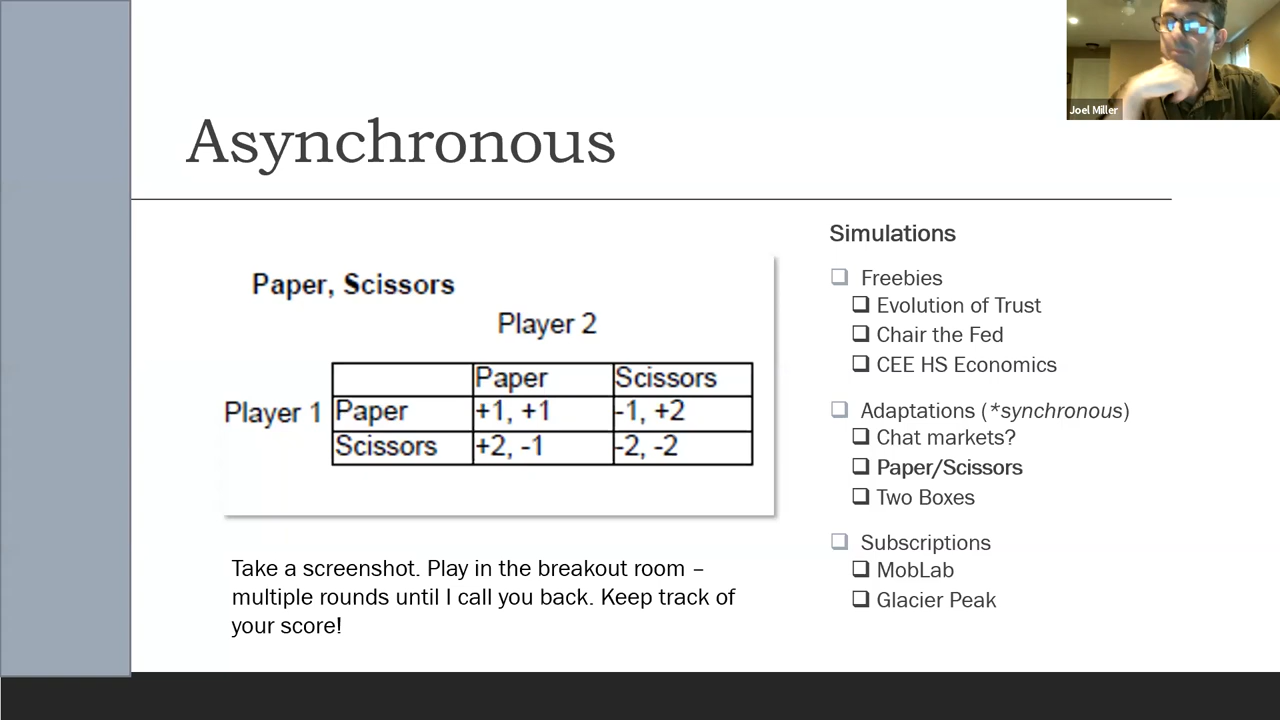 Joel Miller
Asynchronous
Paper, Scissors
Player 2
Paper Scissors
Player 1 Paper +1, +1 -1, +2
Scissors +2, -1 -2, -2
Take a screenshot. Play in the breakout room –
multiple rounds until I call you back. Keep track of
your score!
Simulations
Freebies
Evolution of Trust
Chair the Fed
CEE HS Economics
Adaptations (*synchronous)
Chat markets?
Paper/Scissors
Two Boxes
Subscriptions
MobLab
Glacier Peak